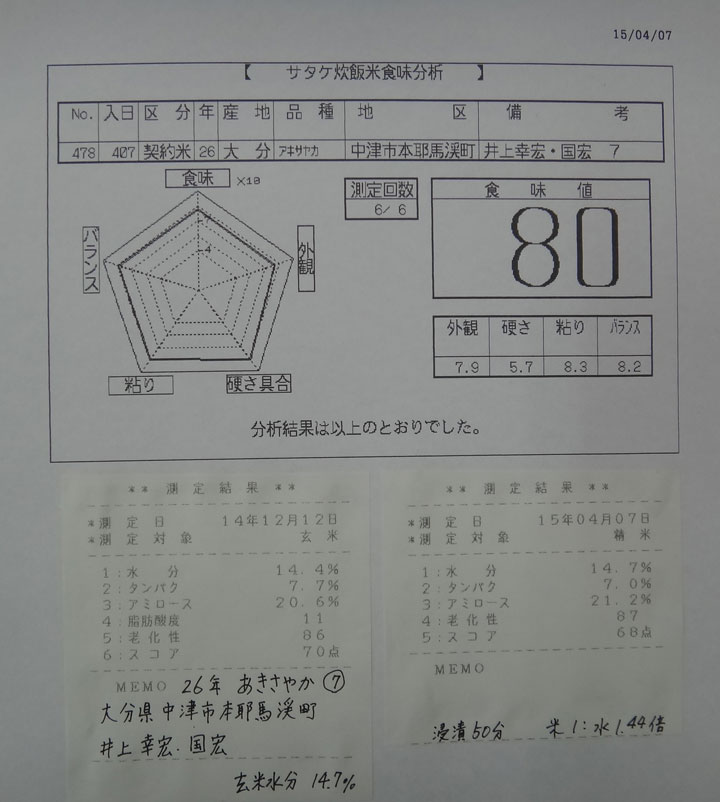 15/04/07
【 サタケ炊飯米食味分析 】
No. 入日 区分 年 産地 品種 地区 備考
478 407 契約米 26 大分 アキサヤカ 中津市本耶馬渓町 井上幸宏・国宏 7
食味 ×10
測定回数
6/ 6
食味値
80
バランス
外観
7
4
粘り
硬さ具合
外観 硬さ 粘り バランス
7.9 5.7 8.3 8.2
分析結果は以上のとおりでした。
** 測定結果 **
*測定日 14年12月12日
*測定対象 玄米
1:水分 14.4%
2:タンパク 7.7%
3:アミロース 20.6%
4:脂肪酸度 11
5:老化性 86
6:スコア 70点
MEMO 26年 あきさやか ⑦
大分県中津市本耶馬渓町
井上幸宏.国宏
玄米水分 14.7%
** 測定結果 **
*測定日 15年04月07日
*測定対象 精米
1:水分 14.7%
2:タンパク 7.0%
3:アミロース 21.2%
4:老化性 87
5:スコア 68点
MEMO
浸漬50分 米1:水1.44倍